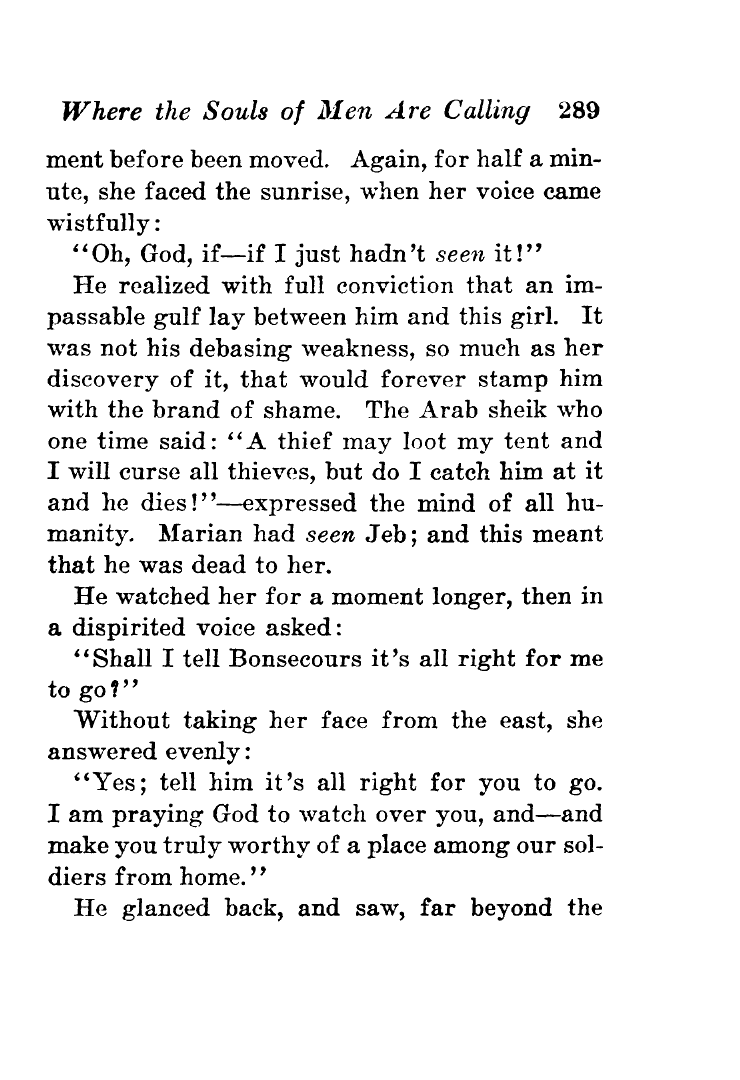 Where the Souls of Men Are Calling 289
ment before been moved. Again, for half a min-
ute, she faced the sunrise, when her voice came
wistfully:
"Oh, God, if—if I just hadn't seen it!"
He realized with full conviction that an im-
passable gulf lay between him and this girl. It
was not his debasing weakness, so much as her
discovery of it, that would forever stamp him
with the brand of shame. The Arab sheik who
one time said: "A thief may loot my tent and
I will curse all thieves, but do I catch him at it
and he dies!"—expressed the mind of all hu-
manity. Marian had seen Jeb; and this meant
that he was dead to her.
He watched her for a moment longer, then in
a dispirited voice asked:
"Shall I tell Bonsecours it's all right for me
to go?"
Without taking her face from the east, she
answered evenly:
"Yes; tell him it's all right for you to go.
I am praying God to watch over you, and—and
make you truly worthy of a place among our sol-
diers from home."
He glanced back, and saw, far beyond the